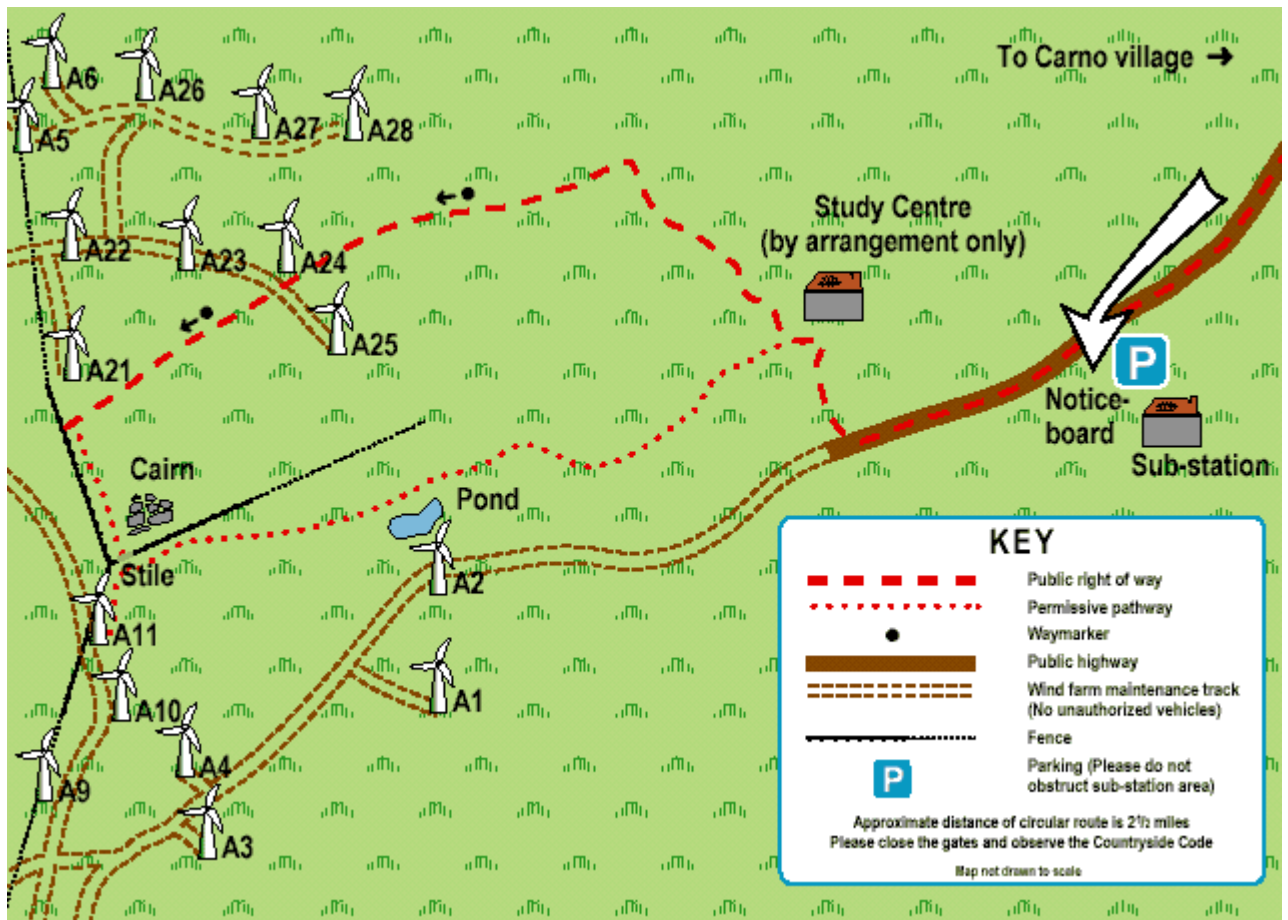 To Carno village →
A6
A26
A27
A28
A5
Study Centre
(by arrangement only)
A22
A23
A24
A25
A21
P
Notice-
board
Sub-station
Cairn
Pond
Stile
A2
A11
A1
A10
A4
A9
A3
KEY
Public right of way
Permissive pathway
Waymarker
Public highway
Wind farm maintenance track
(No unauthorized vehicles)
Fence
P
Parking (Please do not
obstruct sub-station area)
Approximate distance of circular route is 2½ miles
Please close the gates and observe the Countryside Code
Map not drawn to scale